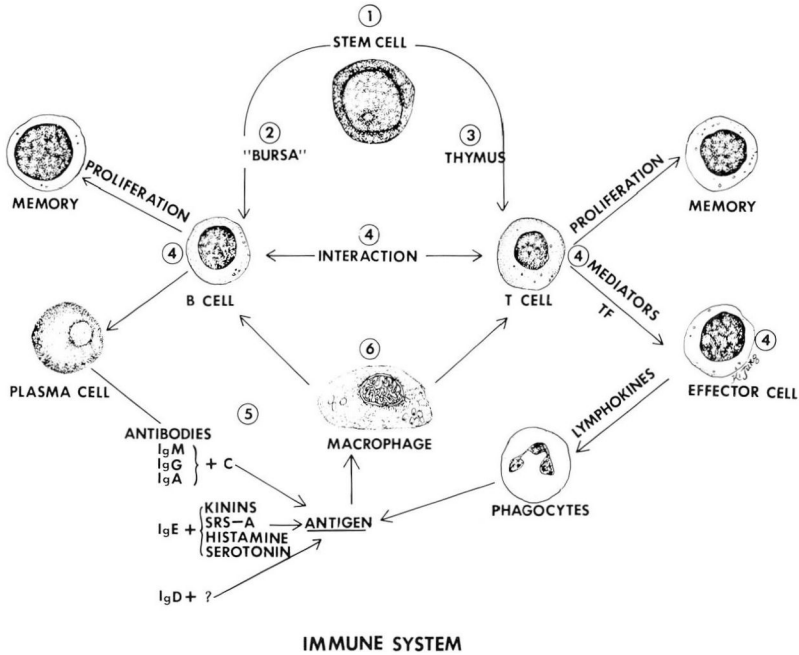 1
STEM CELL
2
"BURSA"
3
THYMUS
PROLIFERATION
MEMORY
PROLIFERATION
MEMORY
4
B CELL
4
INTERACTION
T CELL
4
MEDIATORS
TF
PLASMA CELL
6
MACROPHAGE
4
EFFECTOR CELL
LYMPHOKINES
PHAGOCYTES
5
ANTIBODIES
IgM
IgG
IgA
+ C
IgE +
KININS
SRS-A
HISTAMINE
SEROTONIN
ANTIGEN
IgD + ?
IMMUNE SYSTEM